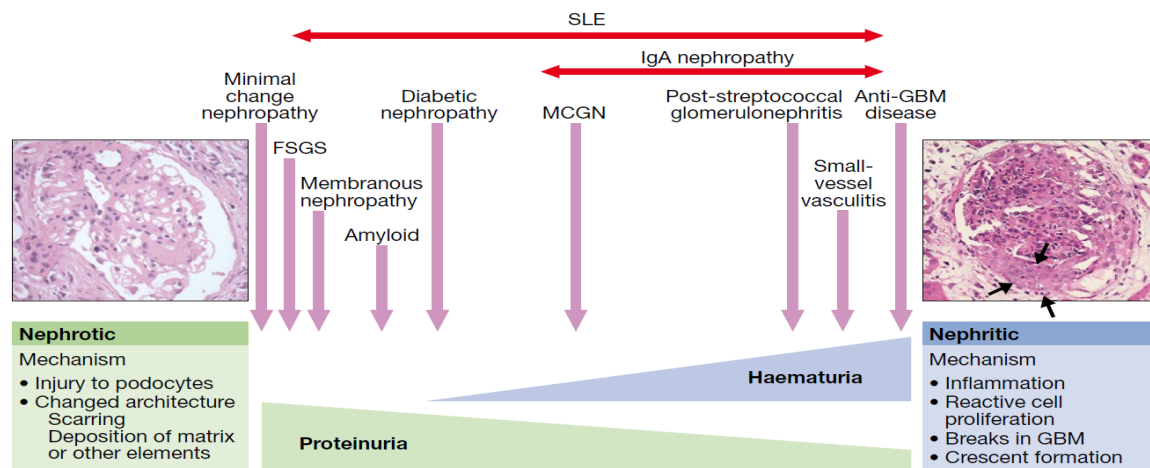 SLE
IgA nephropathy
Minimal
change
nephropathy
Diabetic
nephropathy
MCGN
Post-streptococcal
glomerulonephritis
Anti-GBM
disease
FSGS
Membranous
nephropathy
Small-
vessel
vasculitis
Amyloid
Nephrotic
Mechanism
• Injury to podocytes
• Changed architecture
Scarring
Deposition of matrix
or other elements
Haematuria
Proteinuria
Nephritic
Mechanism
• Inflammation
• Reactive cell
proliferation
• Breaks in GBM
• Crescent formation